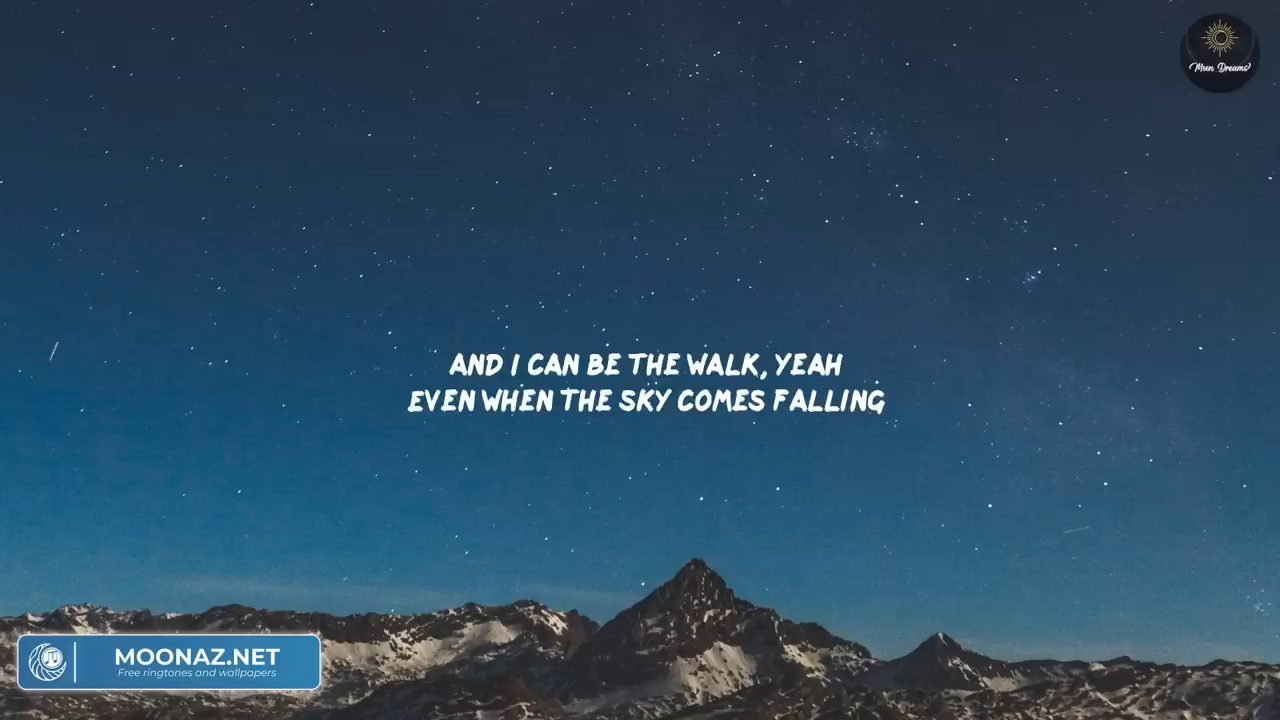 Moon Dreams
AND I CAN BE THE WALK, YEAH
EVEN WHEN THE SKY COMES FALLING
MOONAZ.NET
Free ringtones and wallpapers